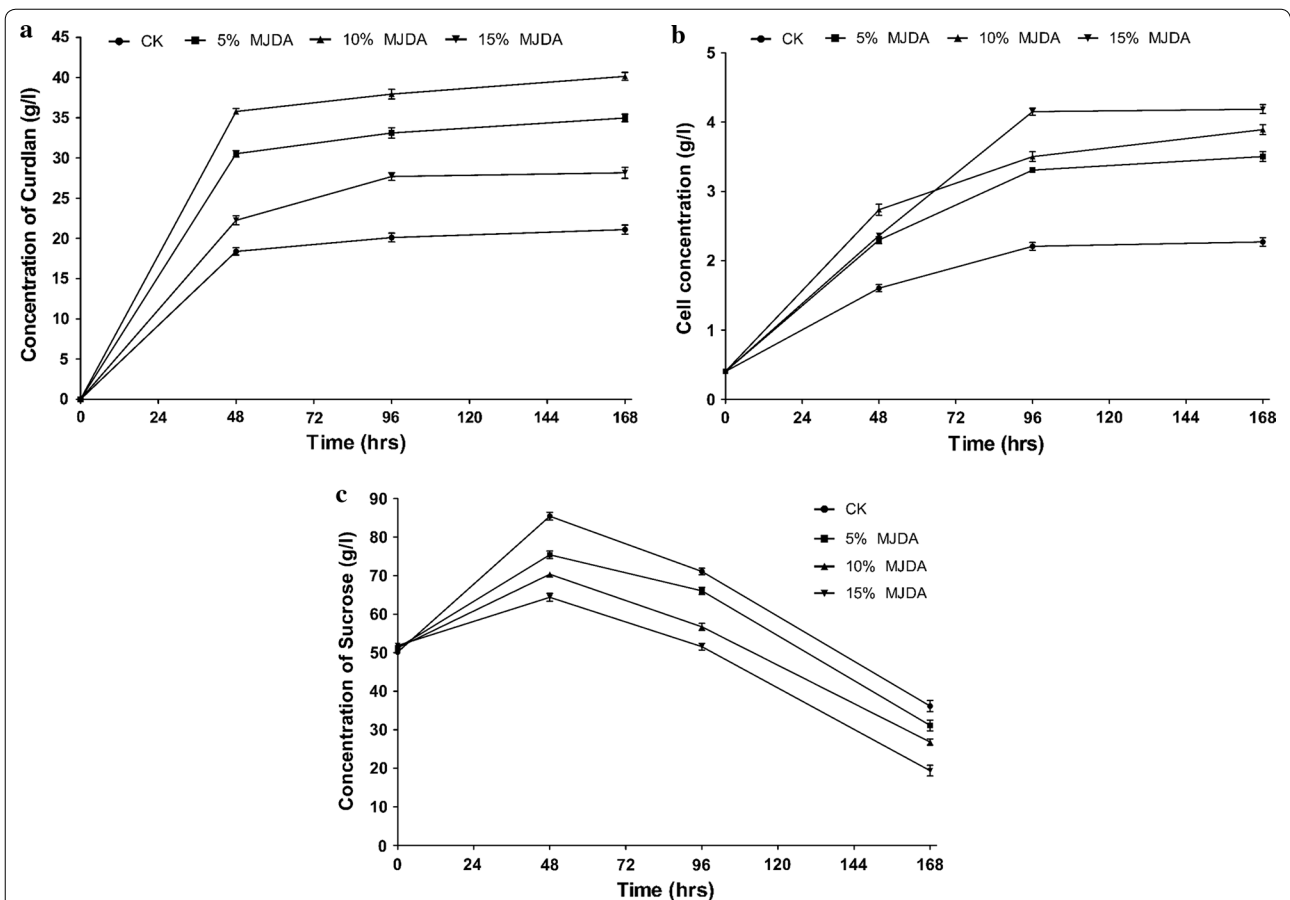 a
CK 5% MJDA 10% MJDA 15% MJDA
Concentration of Curdlan (g/l)
45
40
35
30
25
20
15
10
5
0
0 24 48 72 96 120 144 168
Time (hrs)
b
CK 5% MJDA 10% MJDA 15% MJDA
Cell concentration (g/l)
5
4
3
2
1
0
0 24 48 72 96 120 144 168
Time (hrs)
c
CK
5% MJDA
10% MJDA
15% MJDA
Concentration of Sucrose (g/l)
90
80
70
60
50
40
30
20
10
0
0 24 48 72 96 120 144 168
Time (hrs)